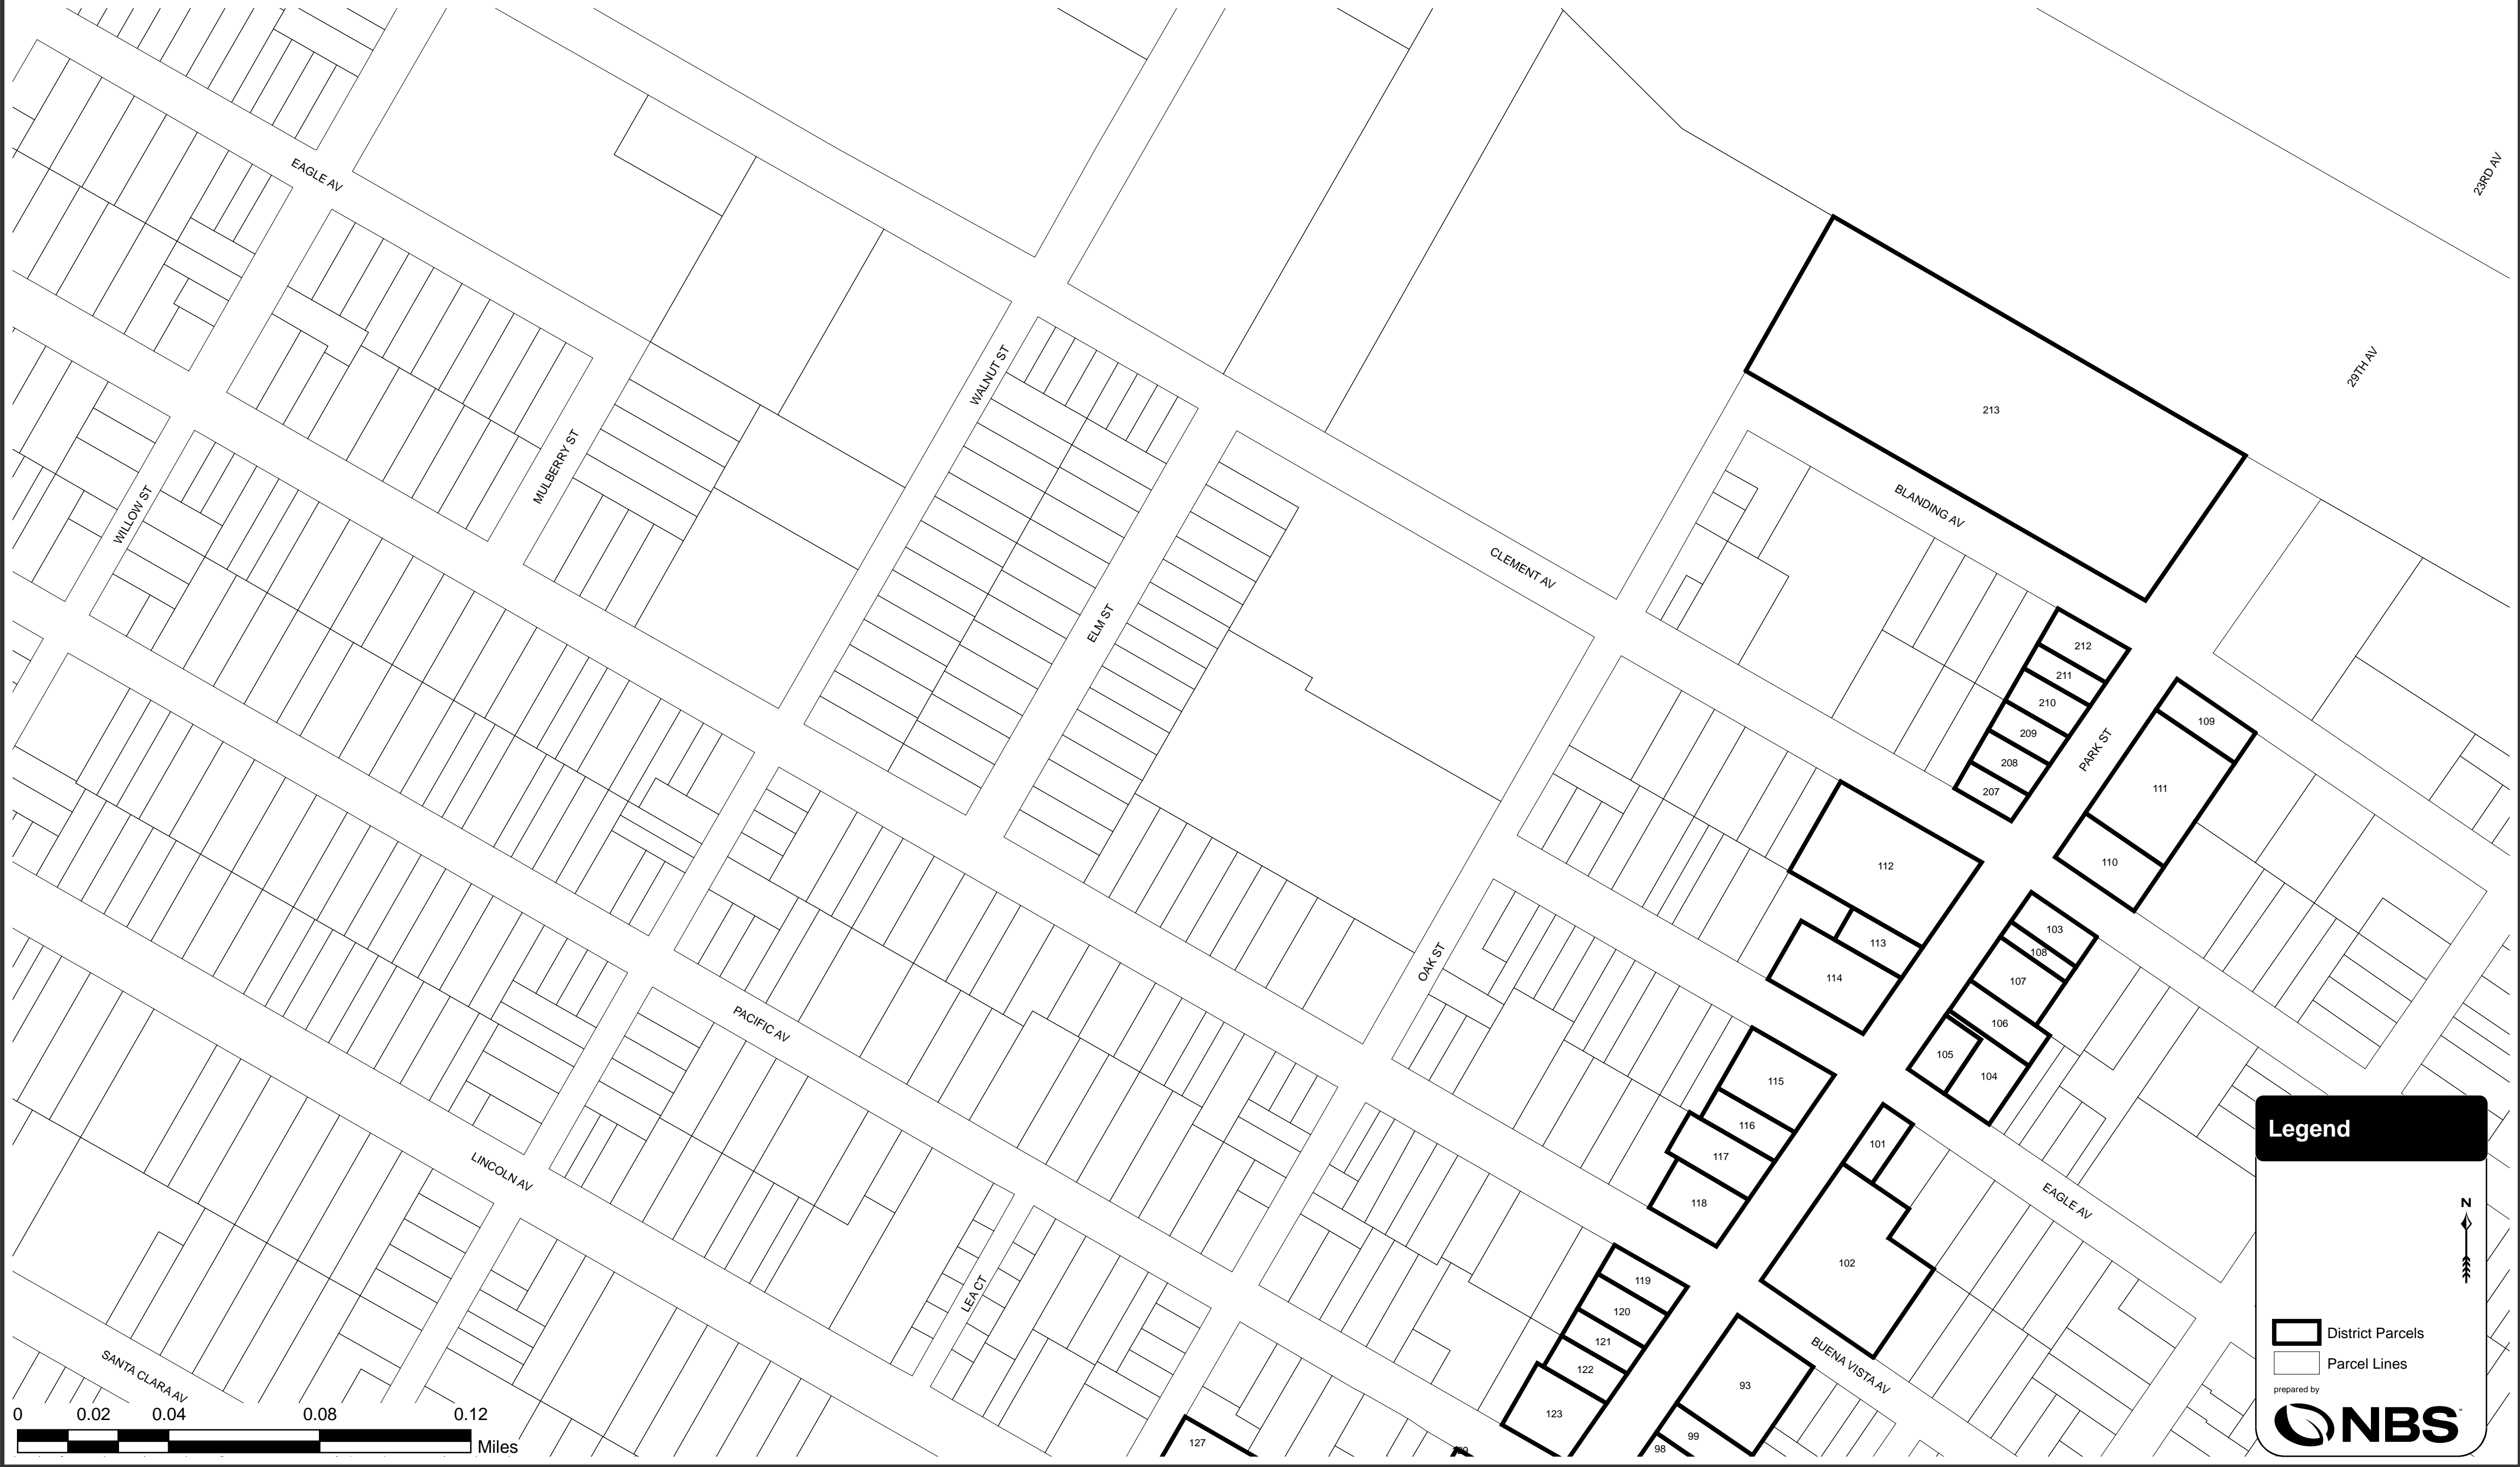 23RD AV
EAGLE AV
29TH AV
WALNUT ST
213
MULBERRY ST
BLANDING AV
WILLOW ST
CLEMENT AV
ELM ST
212
211
210
209
208
207
PARK ST
109
111
110
112
113
114
103
108
107
106
105
104
OAK ST
PACIFIC AV
115
116
117
118
101
102
EAGLE AV
LINCOLN AV
LEA CT
119
120
121
122
123
BUENA VISTA AV
93
99
98
127
SANTA CLARA AV
0 0.02 0.04 0.08 0.12
Miles
Legend
N
District Parcels
Parcel Lines
prepared by
NBS